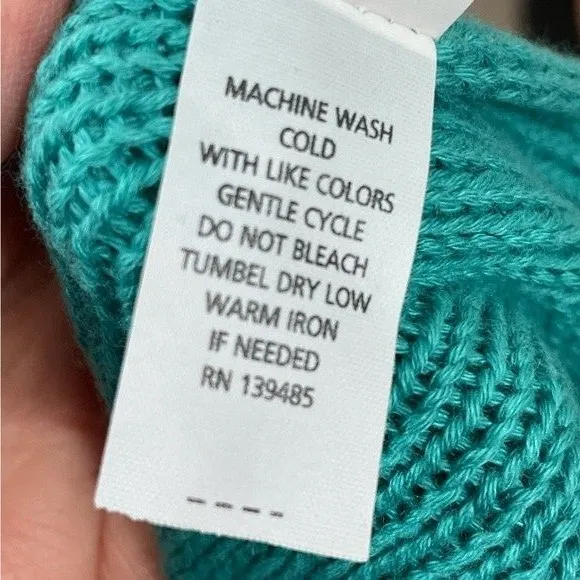 MACHINE WASH
COLD
WITH LIKE COLORS
GENTLE CYCLE
DO NOT BLEACH
TUMBEL DRY LOW
WARM IRON
IF NEEDED
RN 139485